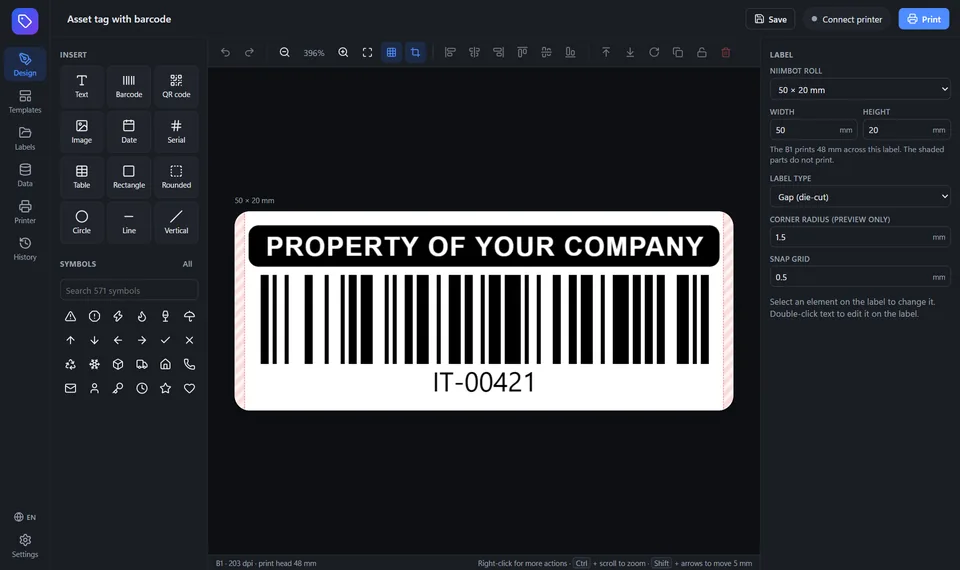 Asset tag with barcode
Save
Connect printer
Print
Design
Templates
Labels
Data
Printer
History
EN
Settings
INSERT
Text
Barcode
QR code
Image
Date
Serial
Table
Rectangle
Rounded
Circle
Line
Vertical
SYMBOLS
All
Search 571 symbols
396%
50 × 20 mm
PROPERTY OF YOUR COMPANY
IT-00421
B1 · 203 dpi · print head 48 mm
Right-click for more actions · Ctrl + scroll to zoom · Shift + arrows to move 5 mm
LABEL
NIIMBOT ROLL
50 × 20 mm
WIDTH
HEIGHT
50 mm
20 mm
The B1 prints 48 mm across this label. The shaded
parts do not print.
LABEL TYPE
Gap (die-cut)
CORNER RADIUS (PREVIEW ONLY)
1.5 mm
SNAP GRID
0.5 mm
Select an element on the label to change it.
Double-click text to edit it on the label.